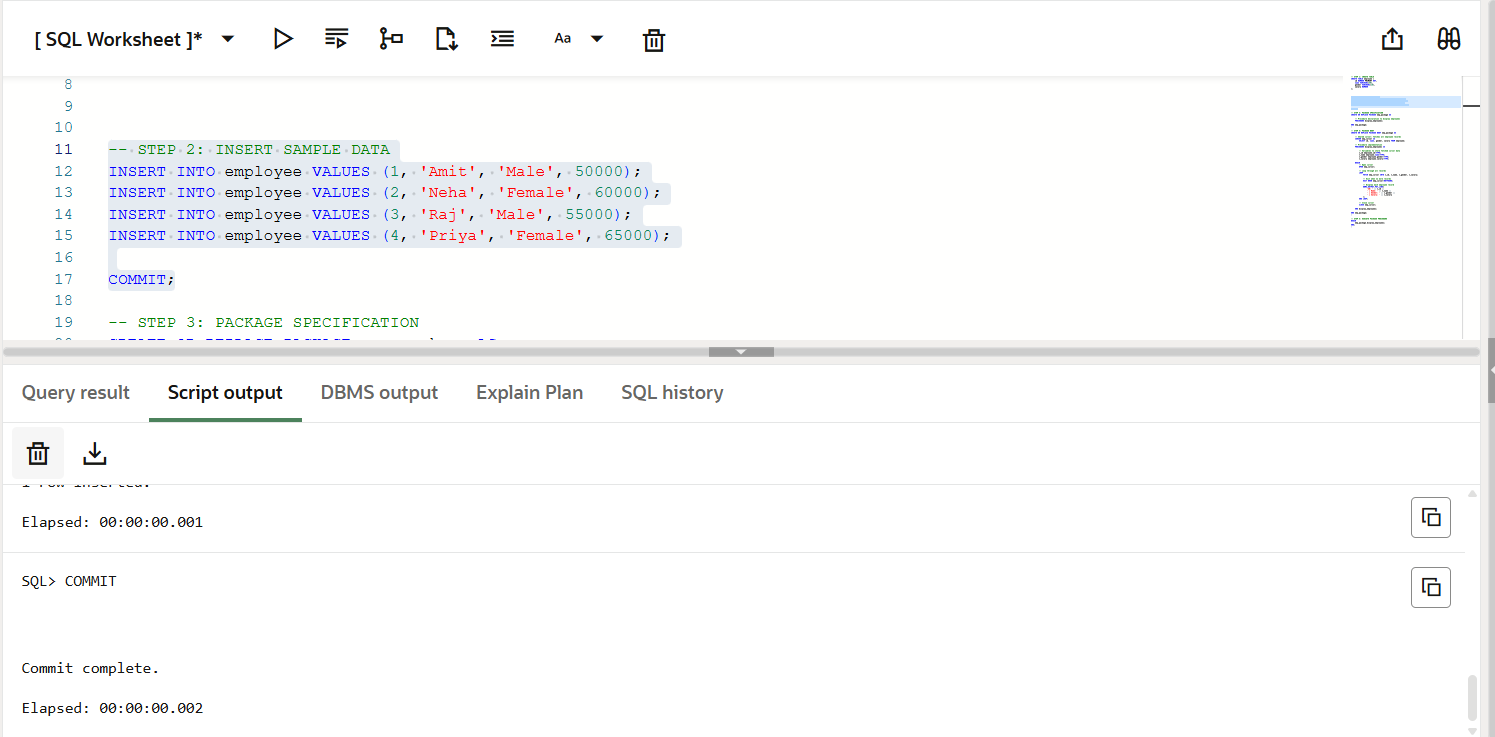 [ SQL Worksheet ]*
Aa
8
9
10
11 -- STEP 2: INSERT SAMPLE DATA
12 INSERT INTO employee VALUES (1, 'Amit', 'Male', 50000);
13 INSERT INTO employee VALUES (2, 'Neha', 'Female', 60000);
14 INSERT INTO employee VALUES (3, 'Raj', 'Male', 55000);
15 INSERT INTO employee VALUES (4, 'Priya', 'Female', 65000);
16
17 COMMIT;
18
19 -- STEP 3: PACKAGE SPECIFICATION
Query result Script output DBMS output Explain Plan SQL history
1 row inserted.
Elapsed: 00:00:00.001
SQL> COMMIT
Commit complete.
Elapsed: 00:00:00.002